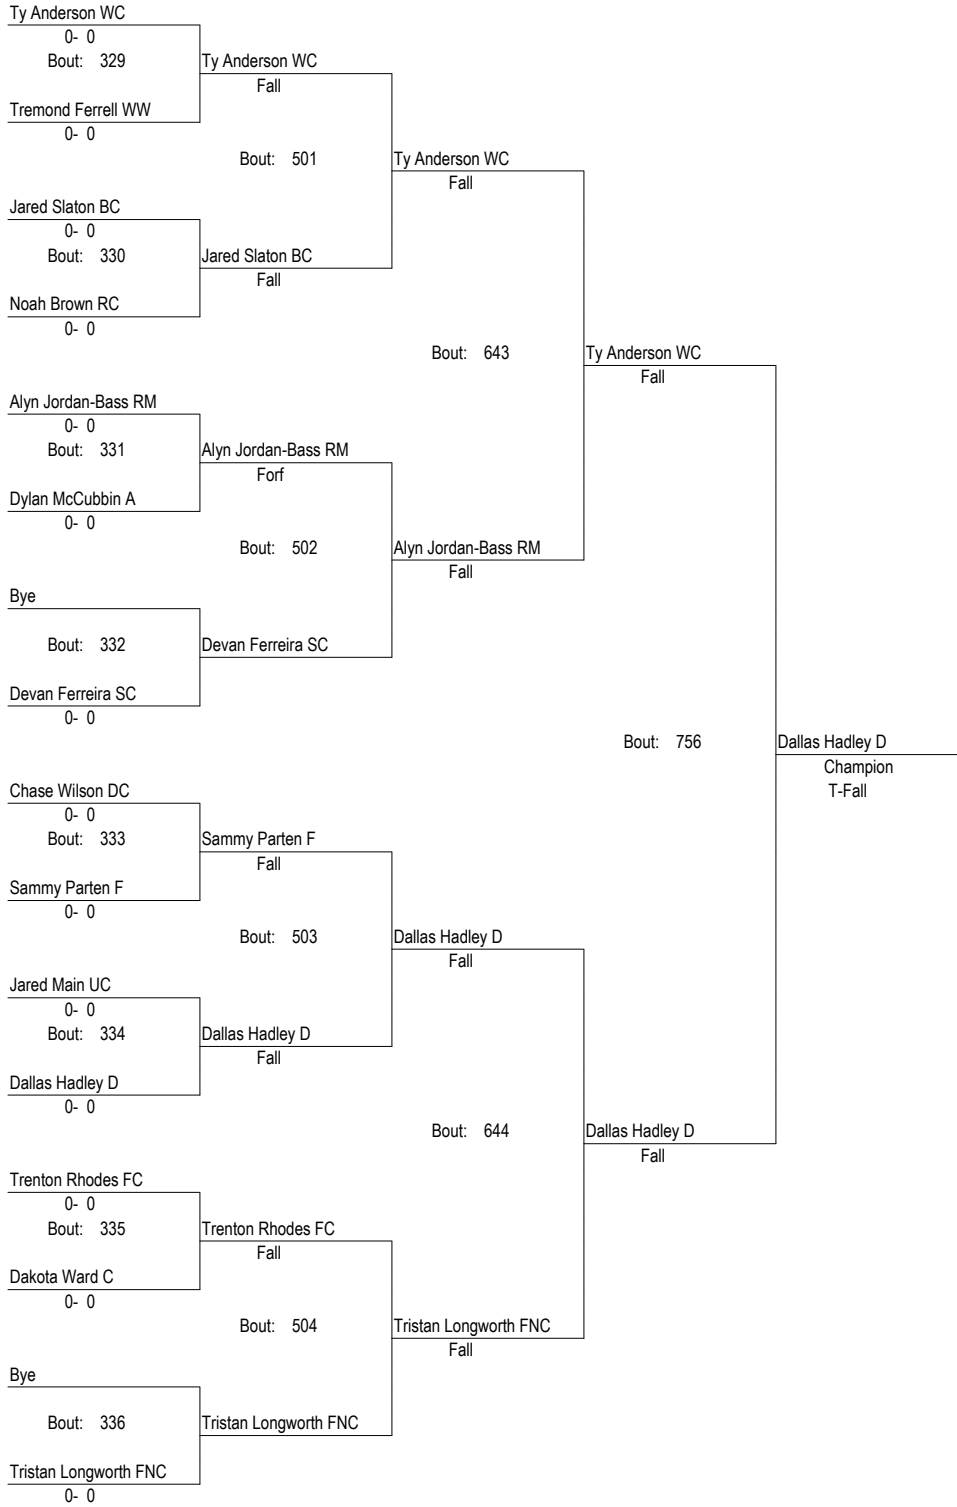 Ty Anderson WC
0- 0
Bout: 329
Ty Anderson WC
Fall
Tremond Ferrell WW
0- 0
Bout: 501
Ty Anderson WC
Fall
Jared Slaton BC
0- 0
Bout: 330
Jared Slaton BC
Fall
Noah Brown RC
0- 0
Bout: 643
Ty Anderson WC
Fall
Alyn Jordan-Bass RM
0- 0
Bout: 331
Alyn Jordan-Bass RM
Forf
Dylan McCubbin A
0- 0
Bout: 502
Alyn Jordan-Bass RM
Fall
Bye
Bout: 332
Devan Ferreira SC
Devan Ferreira SC
0- 0
Bout: 756
Dallas Hadley D
Champion
T-Fall
Chase Wilson DC
0- 0
Bout: 333
Sammy Parten F
Fall
Sammy Parten F
0- 0
Bout: 503
Dallas Hadley D
Fall
Jared Main UC
0- 0
Bout: 334
Dallas Hadley D
Fall
Dallas Hadley D
0- 0
Bout: 644
Dallas Hadley D
Fall
Trenton Rhodes FC
0- 0
Bout: 335
Trenton Rhodes FC
Fall
Dakota Ward C
0- 0
Bout: 504
Tristan Longworth FNC
Fall
Bye
Bout: 336
Tristan Longworth FNC
Tristan Longworth FNC
0- 0